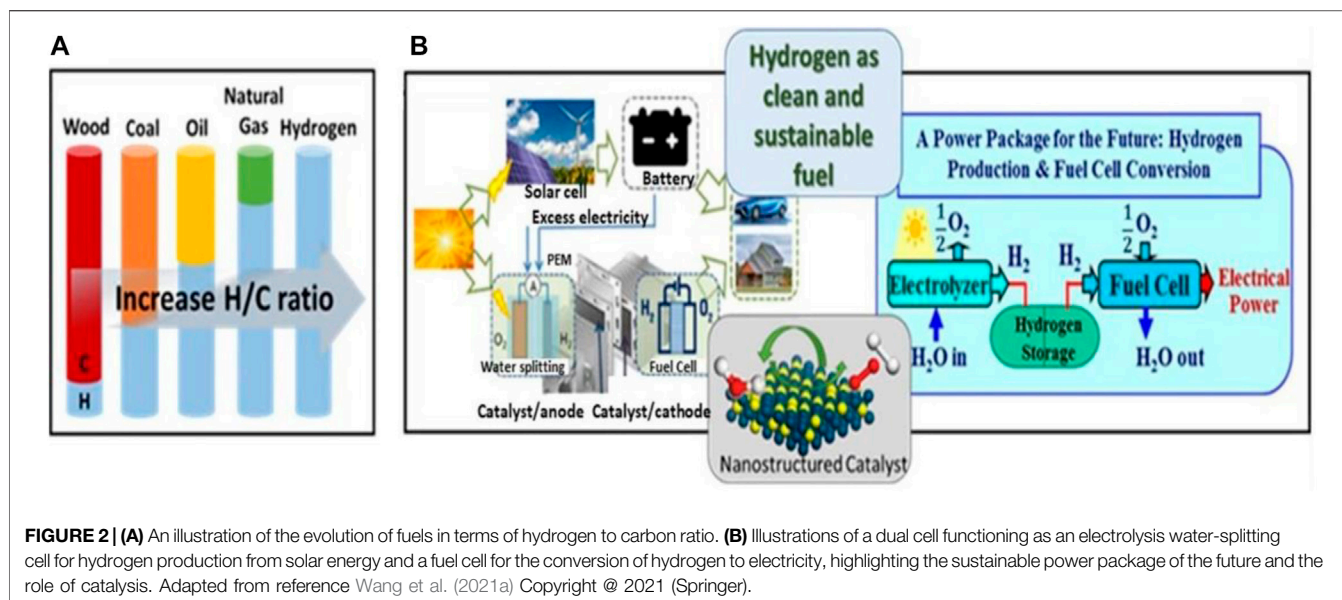 A
Natural
Wood Coal Oil Gas Hydrogen
Increase H/C ratio
C
H
B
Hydrogen as
clean and
sustainable
fuel
Solar cell
Battery
Excess electricity
PEM
A
O₂
H₂
Water splitting
H₂
O₂
Fuel Cell
Catalyst/anode Catalyst/cathode
Nanostructured Catalyst
A Power Package for the Future: Hydrogen
Production & Fuel Cell Conversion
½O₂
½O₂
H₂
H₂
Electrolyzer
Fuel Cell
Electrical
Power
Hydrogen
Storage
H₂O in
H₂O out
FIGURE 2 | (A) An illustration of the evolution of fuels in terms of hydrogen to carbon ratio. (B) Illustrations of a dual cell functioning as an electrolysis water-splitting
cell for hydrogen production from solar energy and a fuel cell for the conversion of hydrogen to electricity, highlighting the sustainable power package of the future and the
role of catalysis. Adapted from reference Wang et al. (2021a) Copyright @ 2021 (Springer).